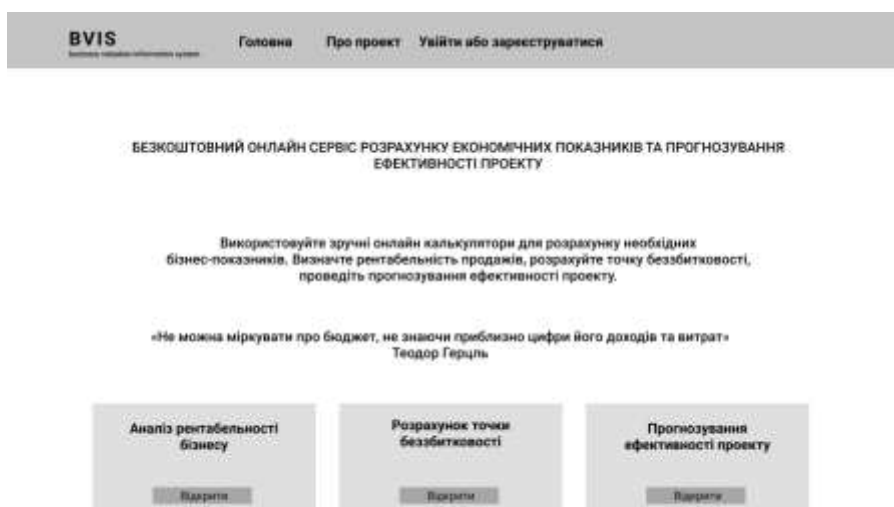 BVIS
Головна Про проект Увійти або зареєструватися
БЕЗКОШТОВНИЙ ОНЛАЙН СЕРВІС РОЗРАХУНКУ ЕКОНОМІЧНИХ ПОКАЗНИКІВ ТА ПРОГНОЗУВАННЯ
ЕФЕКТИВНОСТІ ПРОЕКТУ
Використовуйте зручні онлайн калькулятори для розрахунку необхідних
бізнес-показників. Визначте рентабельність продажів, розрахуйте точку беззбитковості,
проведіть прогнозування ефективності проекту.
«Не можна міркувати про бюджет, не знаючи приблизно цифри його доходів та витрат»
Теодор Герцль
Аналіз рентабельності
бізнесу
Відкрити
Розрахунок точки
беззбитковості
Відкрити
Прогнозування
ефективності проекту
Відкрити